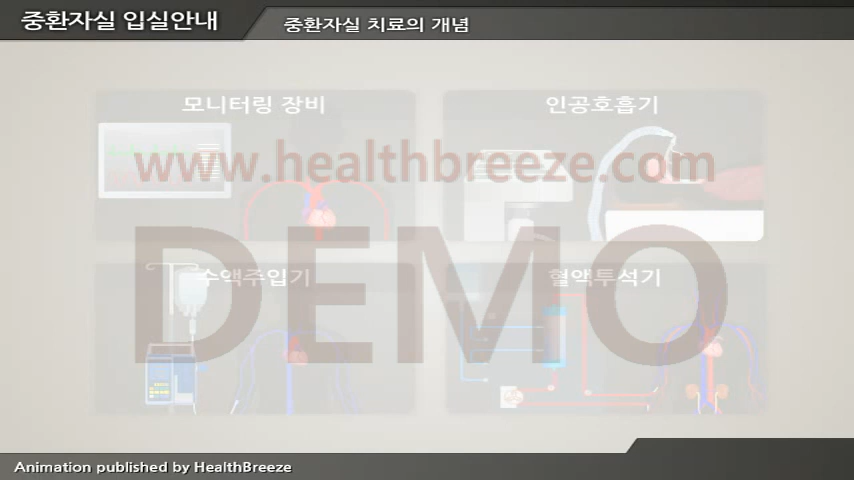 중환자실 입실안내
중환자실 치료의 개념
모니터링 장비
인공호흡기
www.healthbreeze.com
DEMO
수액주입기
혈액투석기
Animation published by HealthBreeze